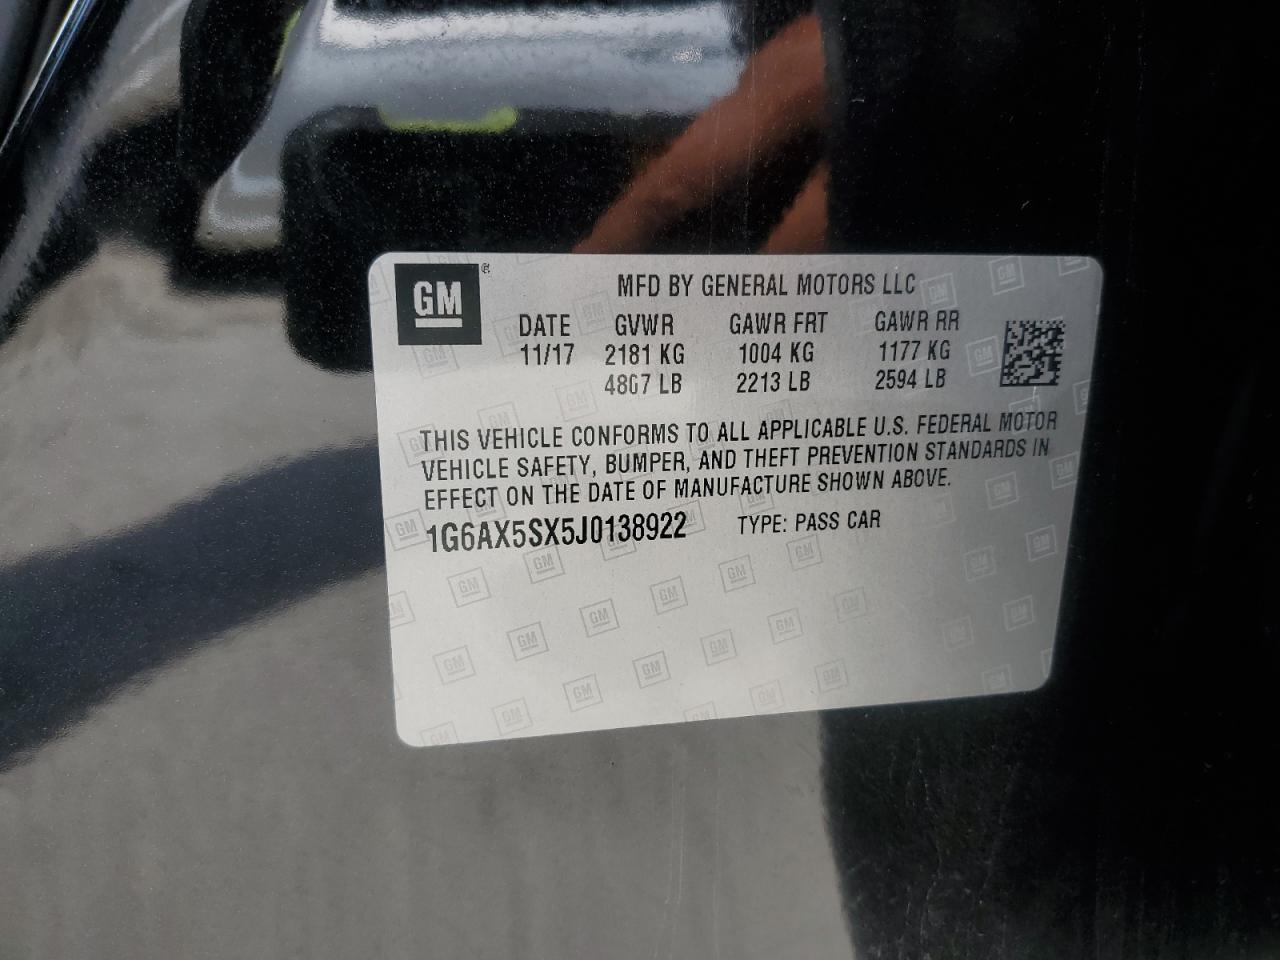 GM ®
MFD BY GENERAL MOTORS LLC
DATE GVWR GAWR FRT GAWR RR
11/17 2181 KG 1004 KG 1177 KG
4807 LB 2213 LB 2594 LB
THIS VEHICLE CONFORMS TO ALL APPLICABLE U.S. FEDERAL MOTOR
VEHICLE SAFETY, BUMPER, AND THEFT PREVENTION STANDARDS IN
EFFECT ON THE DATE OF MANUFACTURE SHOWN ABOVE.
1G6AX5SX5J0138922 TYPE: PASS CAR